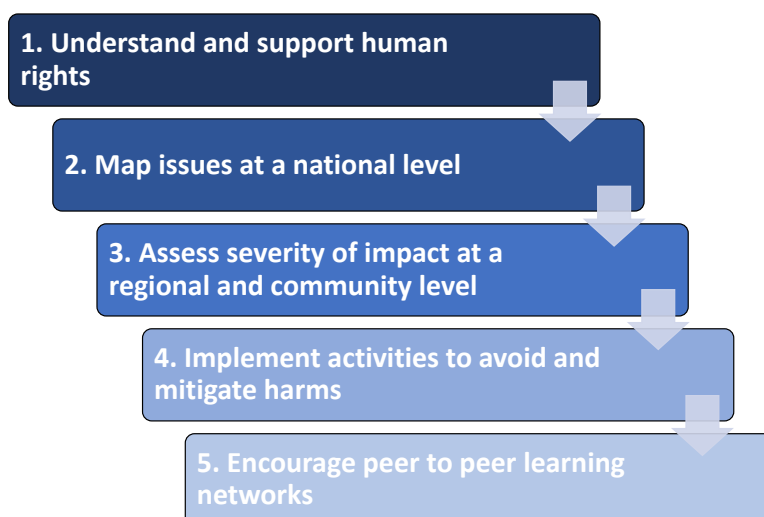 1. Understand and support human
rights
2. Map issues at a national level
3. Assess severity of impact at a
regional and community level
4. Implement activities to avoid and
mitigate harms
5. Encourage peer to peer learning
networks